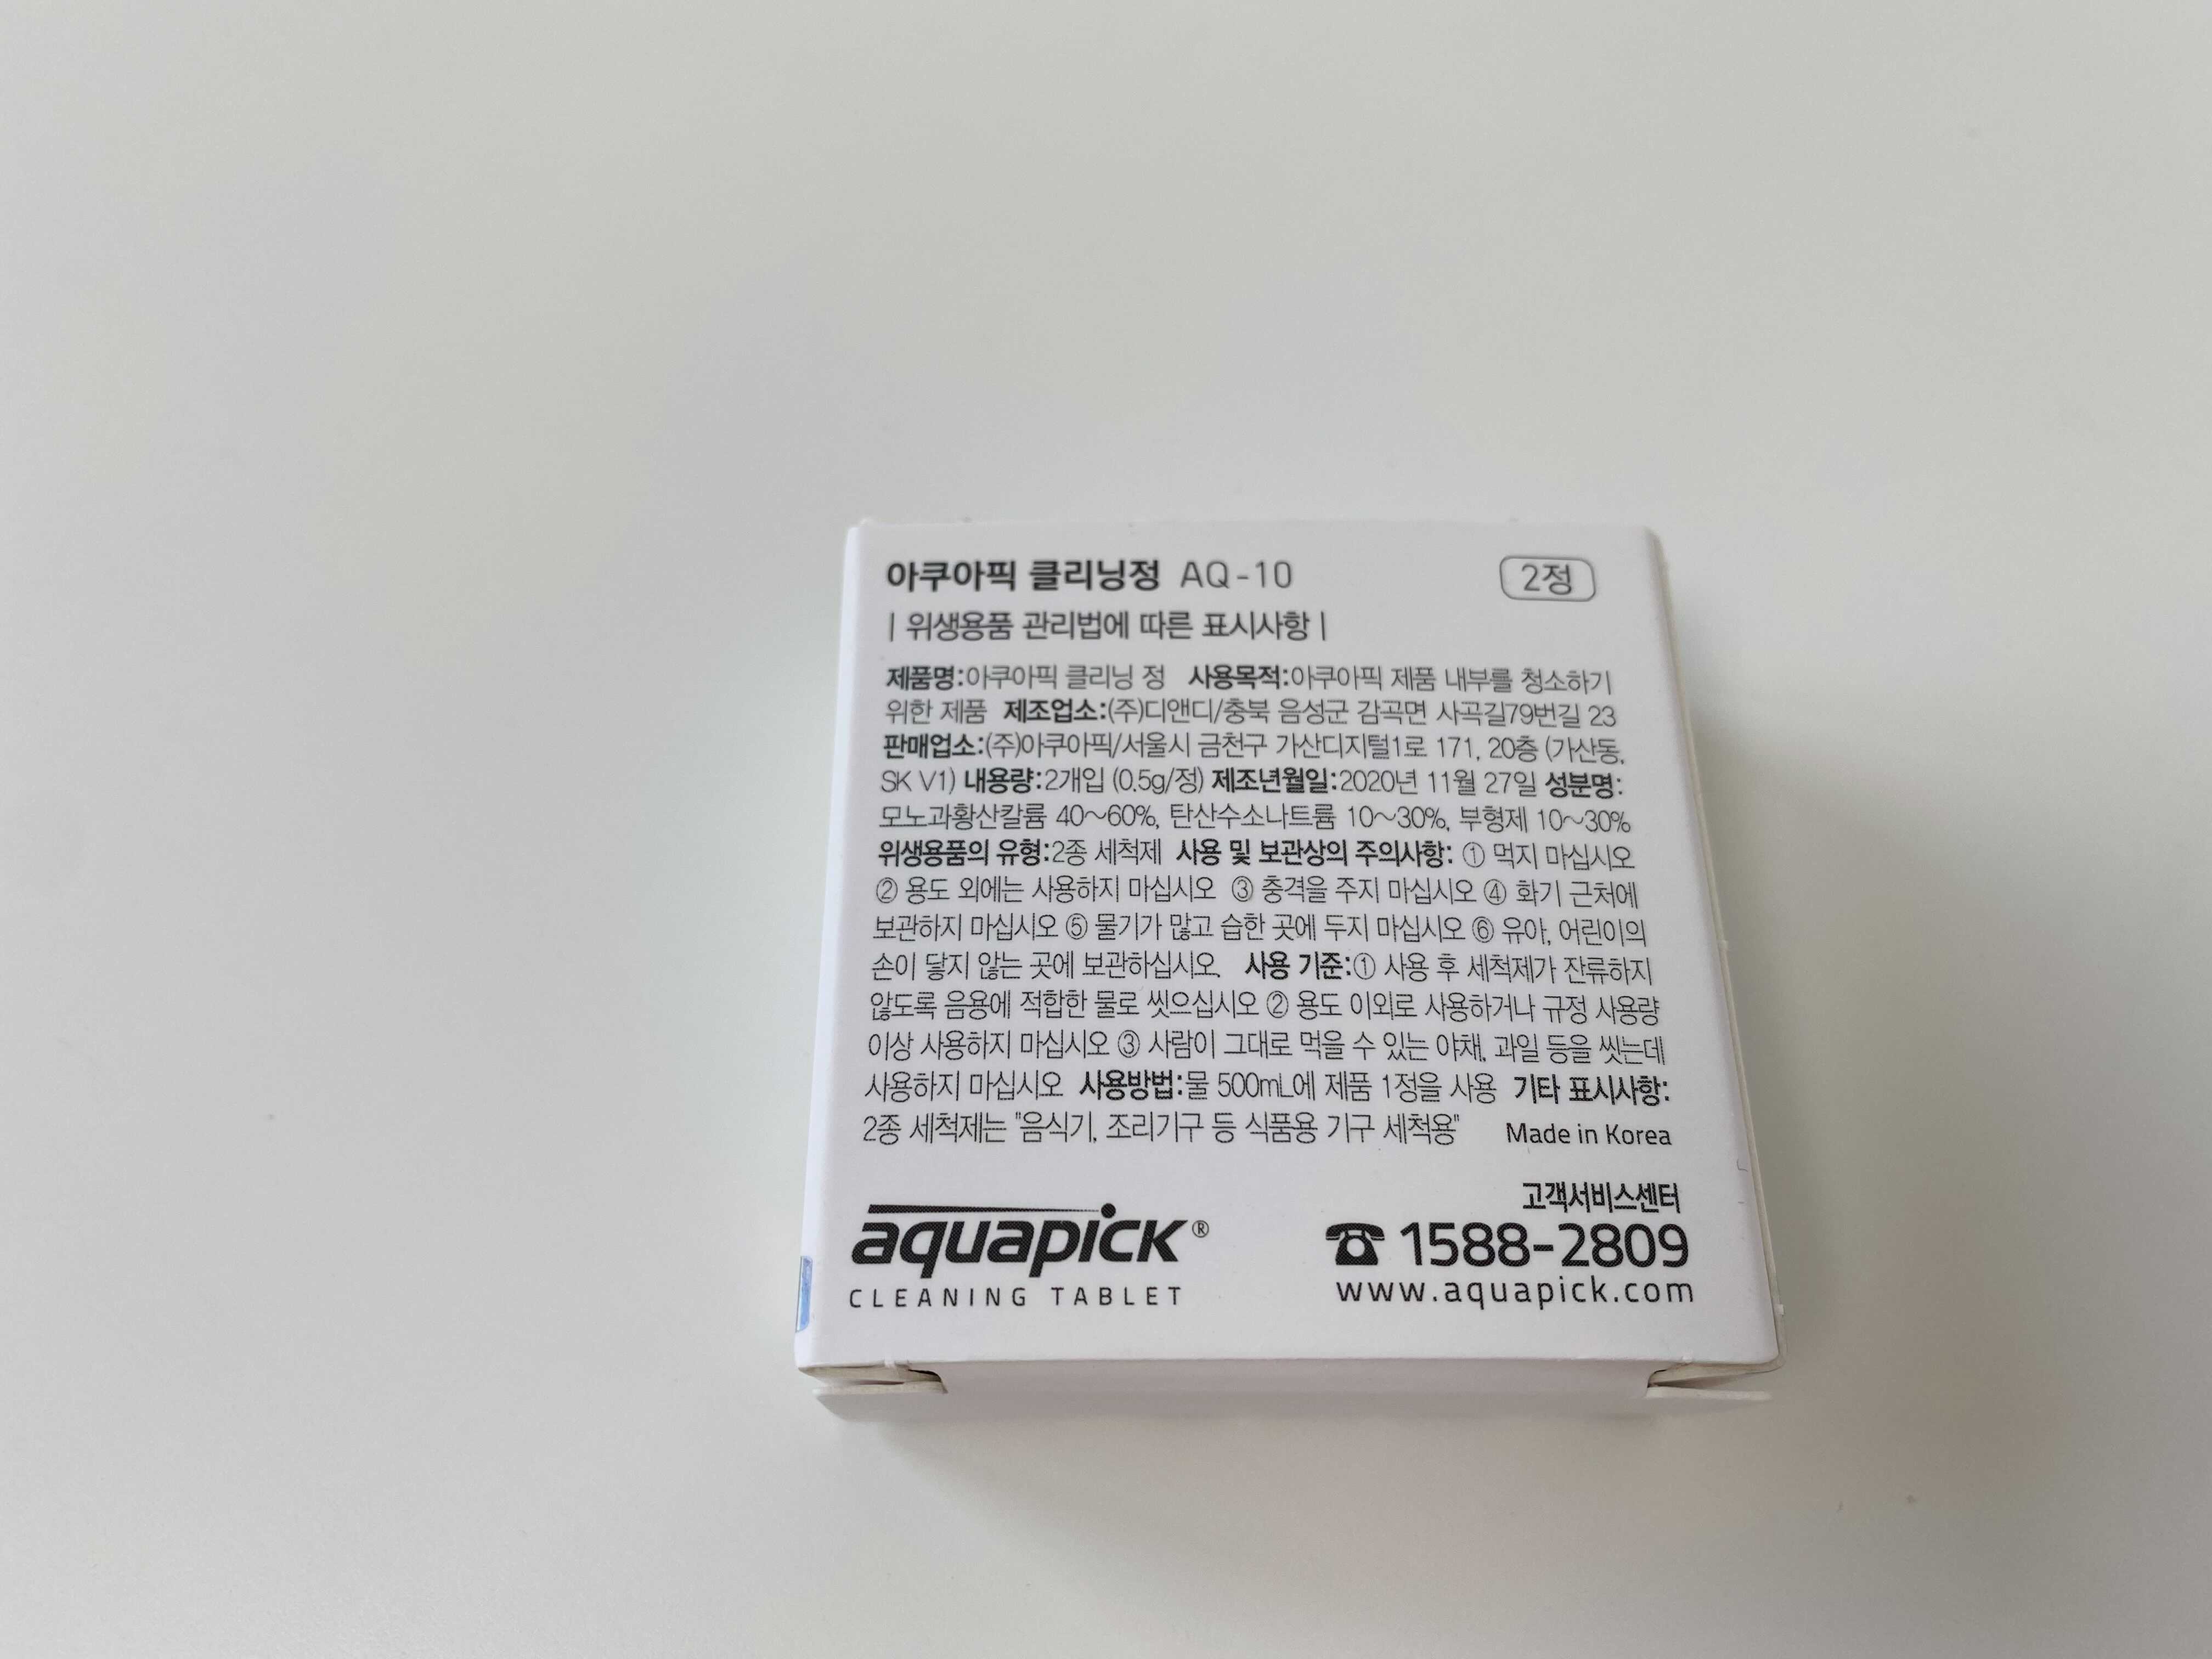 아쿠아픽 클리닝정 AQ-10
2정
| 위생용품 관리법에 따른 표시사항 |
제품명:아쿠아픽 클리닝 정 사용목적:아쿠아픽 제품 내부를 청소하기
위한 제품 제조업소:(주)디앤디/충북 음성군 감곡면 사곡길79번길 23
판매업소:(주)아쿠아픽/서울시 금천구 가산디지털1로 171, 20층 (가산동,
SK V1) 내용량:2개입 (0.5g/정) 제조년월일:2020년 11월 27일 성분명:
모노과황산칼륨 40~60%, 탄산수소나트륨 10~30%, 부형제 10~30%
위생용품의 유형:2종 세척제 사용 및 보관상의 주의사항: ① 먹지 마십시오
② 용도 외에는 사용하지 마십시오 ③ 충격을 주지 마십시오 ④ 화기 근처에
보관하지 마십시오 ⑤ 물기가 많고 습한 곳에 두지 마십시오 ⑥ 유아, 어린이의
손이 닿지 않는 곳에 보관하십시오. 사용 기준:① 사용 후 세척제가 잔류하지
않도록 음용에 적합한 물로 씻으십시오 ② 용도 이외로 사용하거나 규정 사용량
이상 사용하지 마십시오 ③ 사람이 그대로 먹을 수 있는 야채, 과일 등을 씻는데
사용하지 마십시오 사용방법:물 500mL에 제품 1정을 사용 기타 표시사항:
2종 세척제는 "음식기, 조리기구 등 식품용 기구 세척용" Made in Korea
aquapick®
CLEANING TABLET
고객서비스센터
☎ 1588-2809
www.aquapick.com